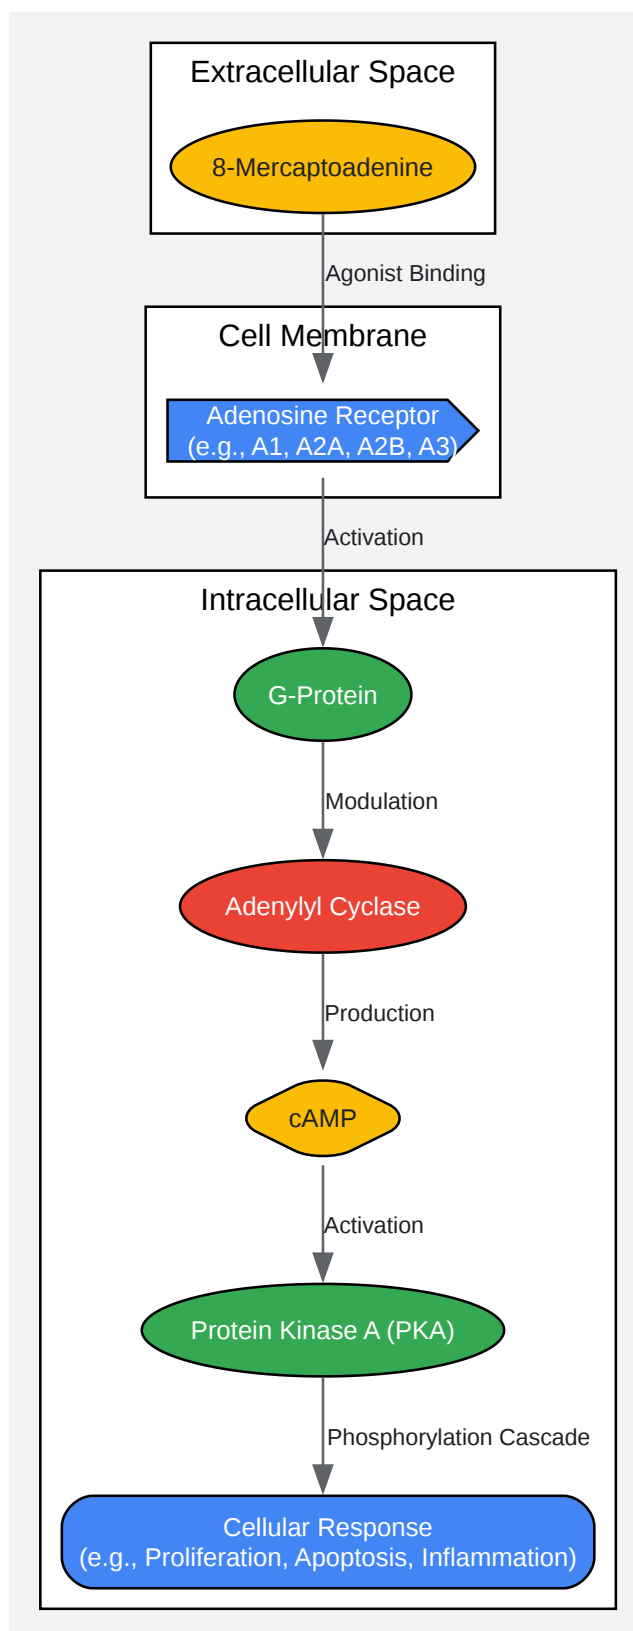 Extracellular Space
8-Mercaptoadenine
Agonist Binding
Cell Membrane
Adenosine Receptor
(e.g., A1, A2A, A2B, A3)
Activation
Intracellular Space
G-Protein
Modulation
Adenylyl Cyclase
Production
cAMP
Activation
Protein Kinase A (PKA)
Phosphorylation Cascade
Cellular Response
(e.g., Proliferation, Apoptosis, Inflammation)